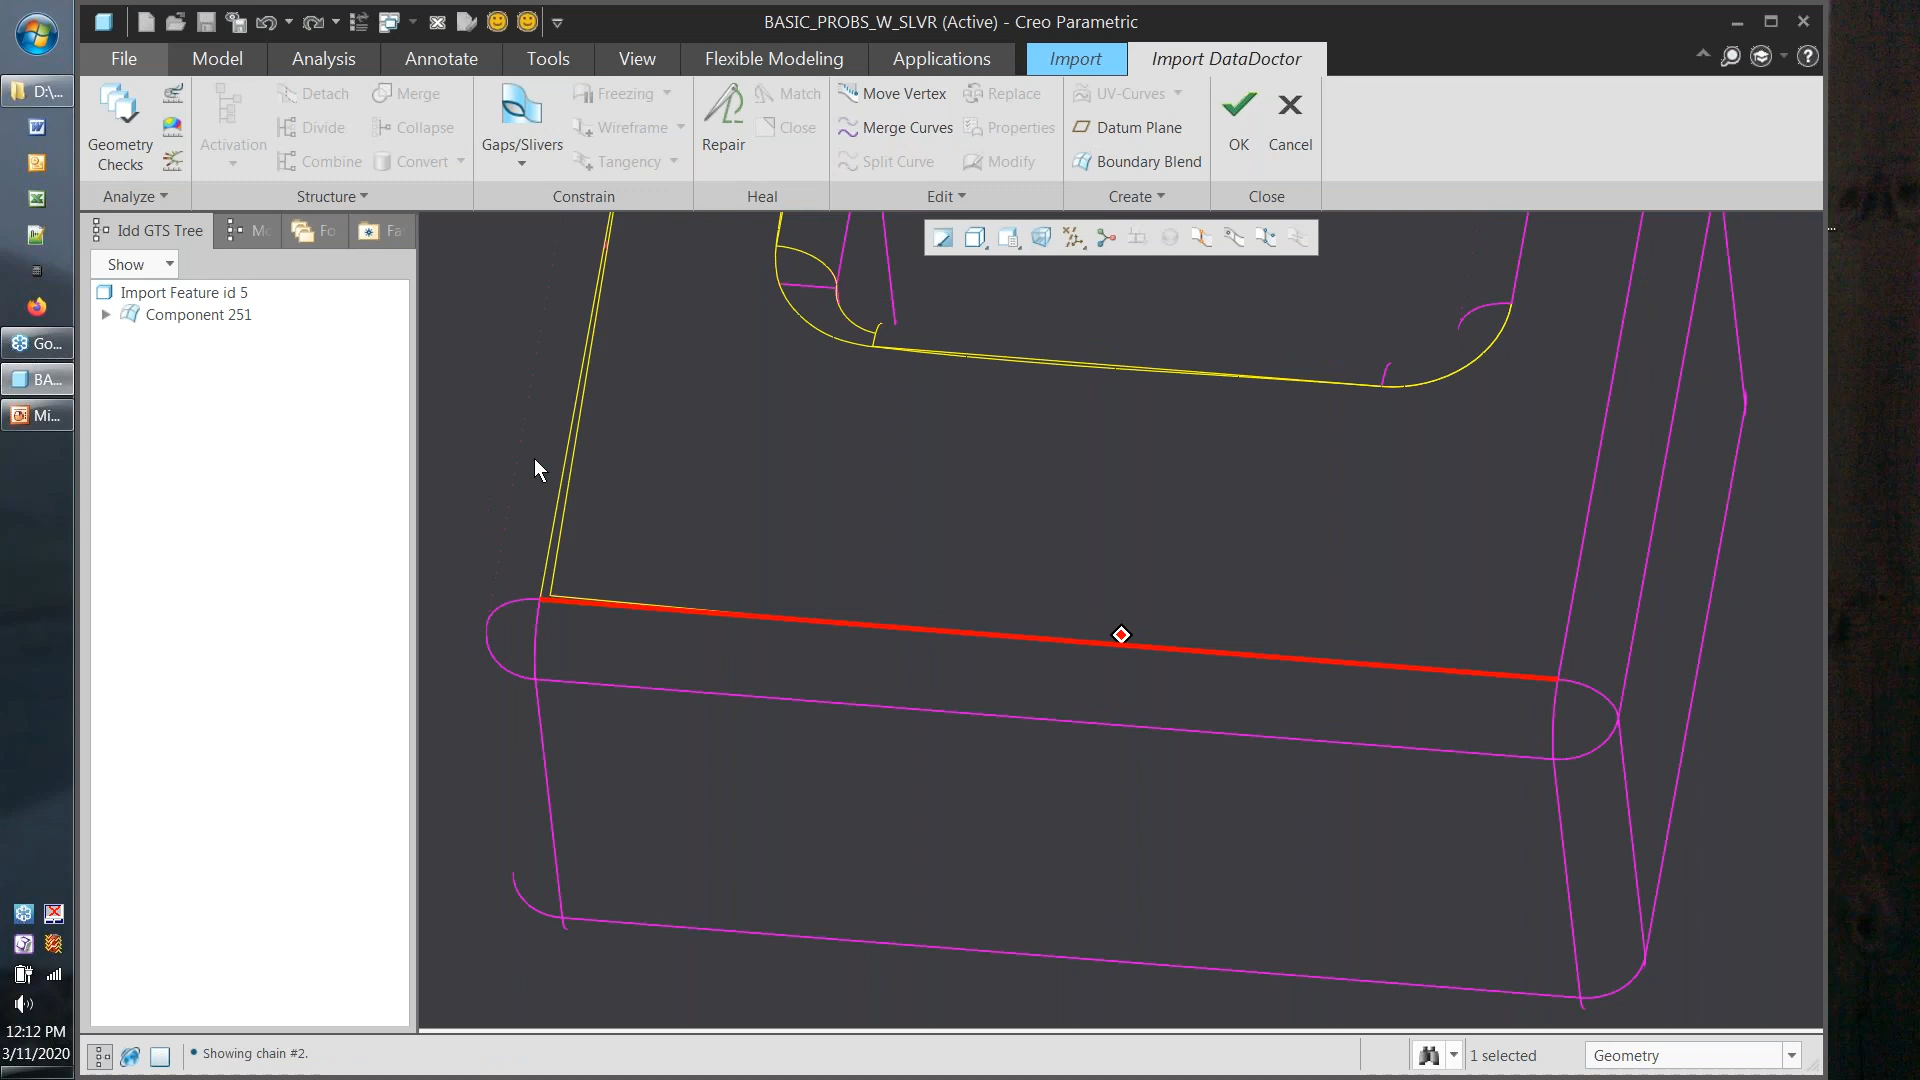 BASIC_PROBS_W_SLVR (Active) - Creo Parametric
File Model Analysis Annotate Tools View Flexible Modeling Applications Import Import DataDoctor
D:\...
Geometry Checks
Activation
Detach
Divide
Combine
Merge
Collapse
Convert
Gaps/Slivers
Freezing
Wireframe
Tangency
Repair
Match
Close
Move Vertex
Merge Curves
Split Curve
Replace
Properties
Modify
UV-Curves
Datum Plane
Boundary Blend
OK
Cancel
Analyze Structure Constrain Heal Edit Create Close
Idd GTS Tree
Mo
Fo
Fa
Show
Import Feature id 5
Component 251
Go...
BA...
Mi...
12:12 PM
3/11/2020
Showing chain #2.
1 selected
Geometry